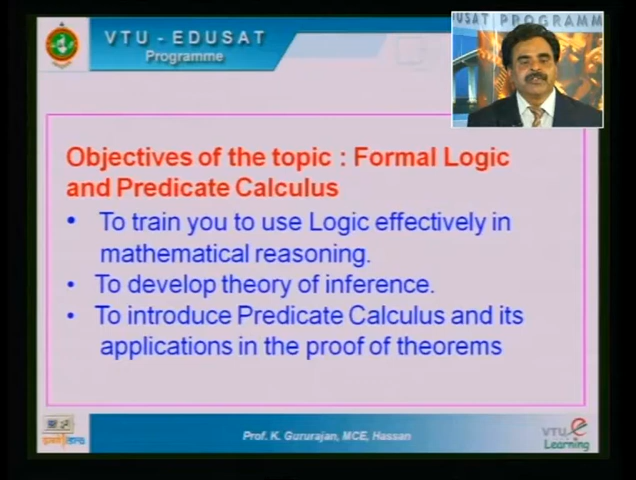 VTU - EDUSAT
Programme
DUSAT PROGRAMM
Objectives of the topic : Formal Logic
and Predicate Calculus
• To train you to use Logic effectively in
mathematical reasoning.
• To develop theory of inference.
• To introduce Predicate Calculus and its
applications in the proof of theorems
Prof. K. Gururajan, MCE, Hassan
VTU e
Learning